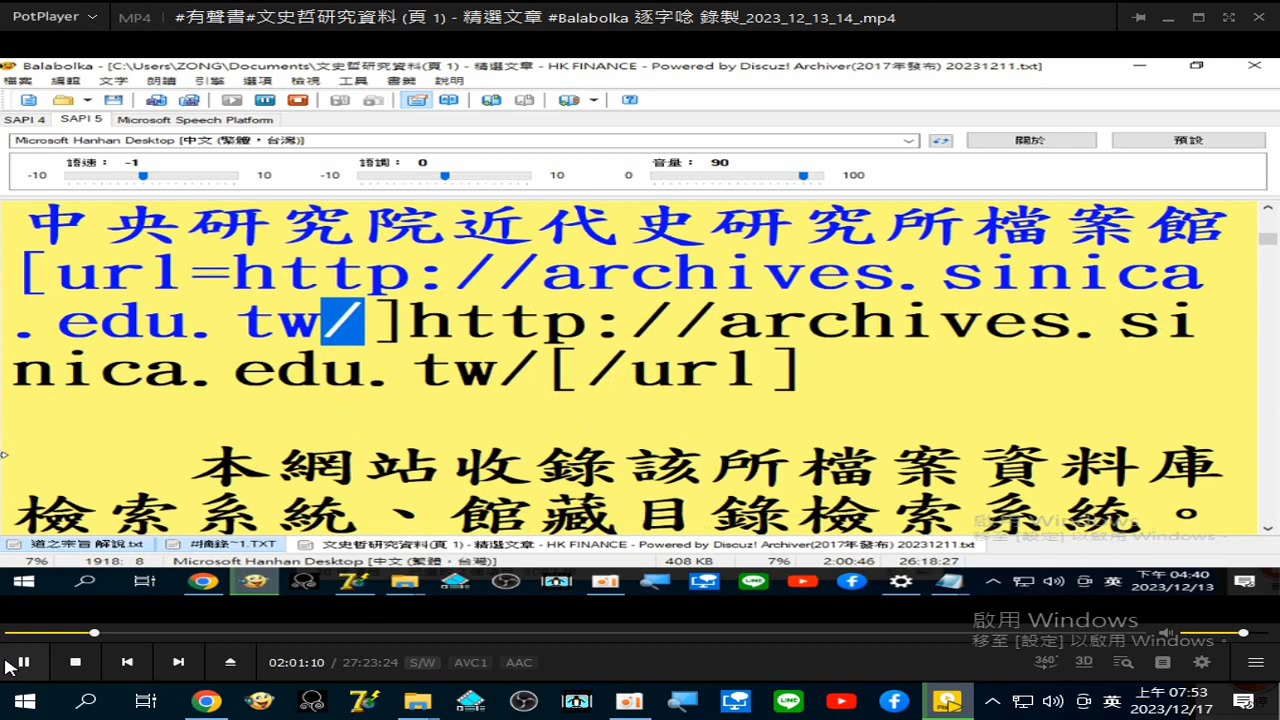 PotPlayer MP4 #有聲書#文史哲研究資料 (頁 1) - 精選文章 #Balabolka 逐字唸 錄製_2023_12_13_14_.mp4
Balabolka - [C:\Users\ZONG\Documents\文史哲研究資料(頁 1) - 精選文章 - HK FINANCE - Powered by Discuz! Archiver(2017年發布) 20231211.txt]
檔案 編輯 文字 朗讀 引擎 選項 檢視 工具 書籤 說明
SAPI 4 SAPI 5 Microsoft Speech Platform
Microsoft Hanhan Desktop [中文 (繁體，台灣)] 關於 預設
語速： -1 語調： 0 音量： 90
-10 10 -10 10 0 100
中央研究院近代史研究所檔案館
[url=http://archives.sinica
.edu.tw/]http://archives.si
nica.edu.tw/[/url]
本網站收錄該所檔案資料庫
檢索系統、館藏目錄檢索系統。
啟用 Windows
移至 [設定] 以啟用 Windows。
道之宗旨 解說.txt #摘錄~1.TXT 文史哲研究資料(頁 1) - 精選文章 - HK FINANCE - Powered by Discuz! Archiver(2017年發布) 20231211.txt
7% 1918: 8 Microsoft Hanhan Desktop [中文 (繁體，台灣)] 408 KB 7% 2:00:46 26:18:27
英 下午 04:40
2023/12/13
啟用 Windows
移至 [設定] 以啟用 Windows。
02:01:10 / 27:23:24 S/W AVC1 AAC 360° 3D
英 上午 07:53
2023/12/17